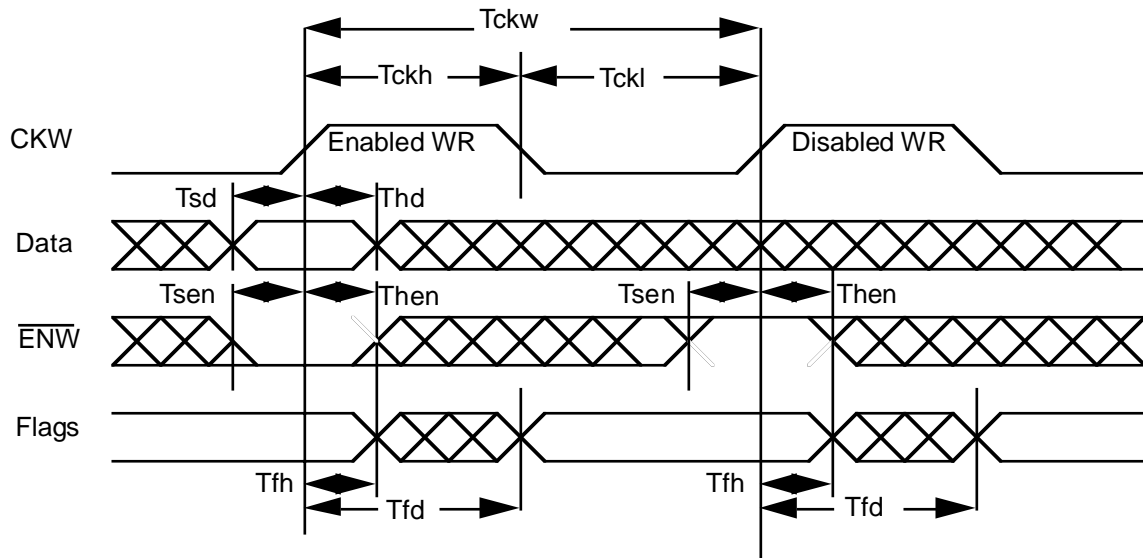 Tckw
Tckh Tckl
CKW Enabled WR Disabled WR
Tsd Thd
Data
Tsen Then Tsen Then
ENW
Flags
Tfh Tfh
Tfd Tfd